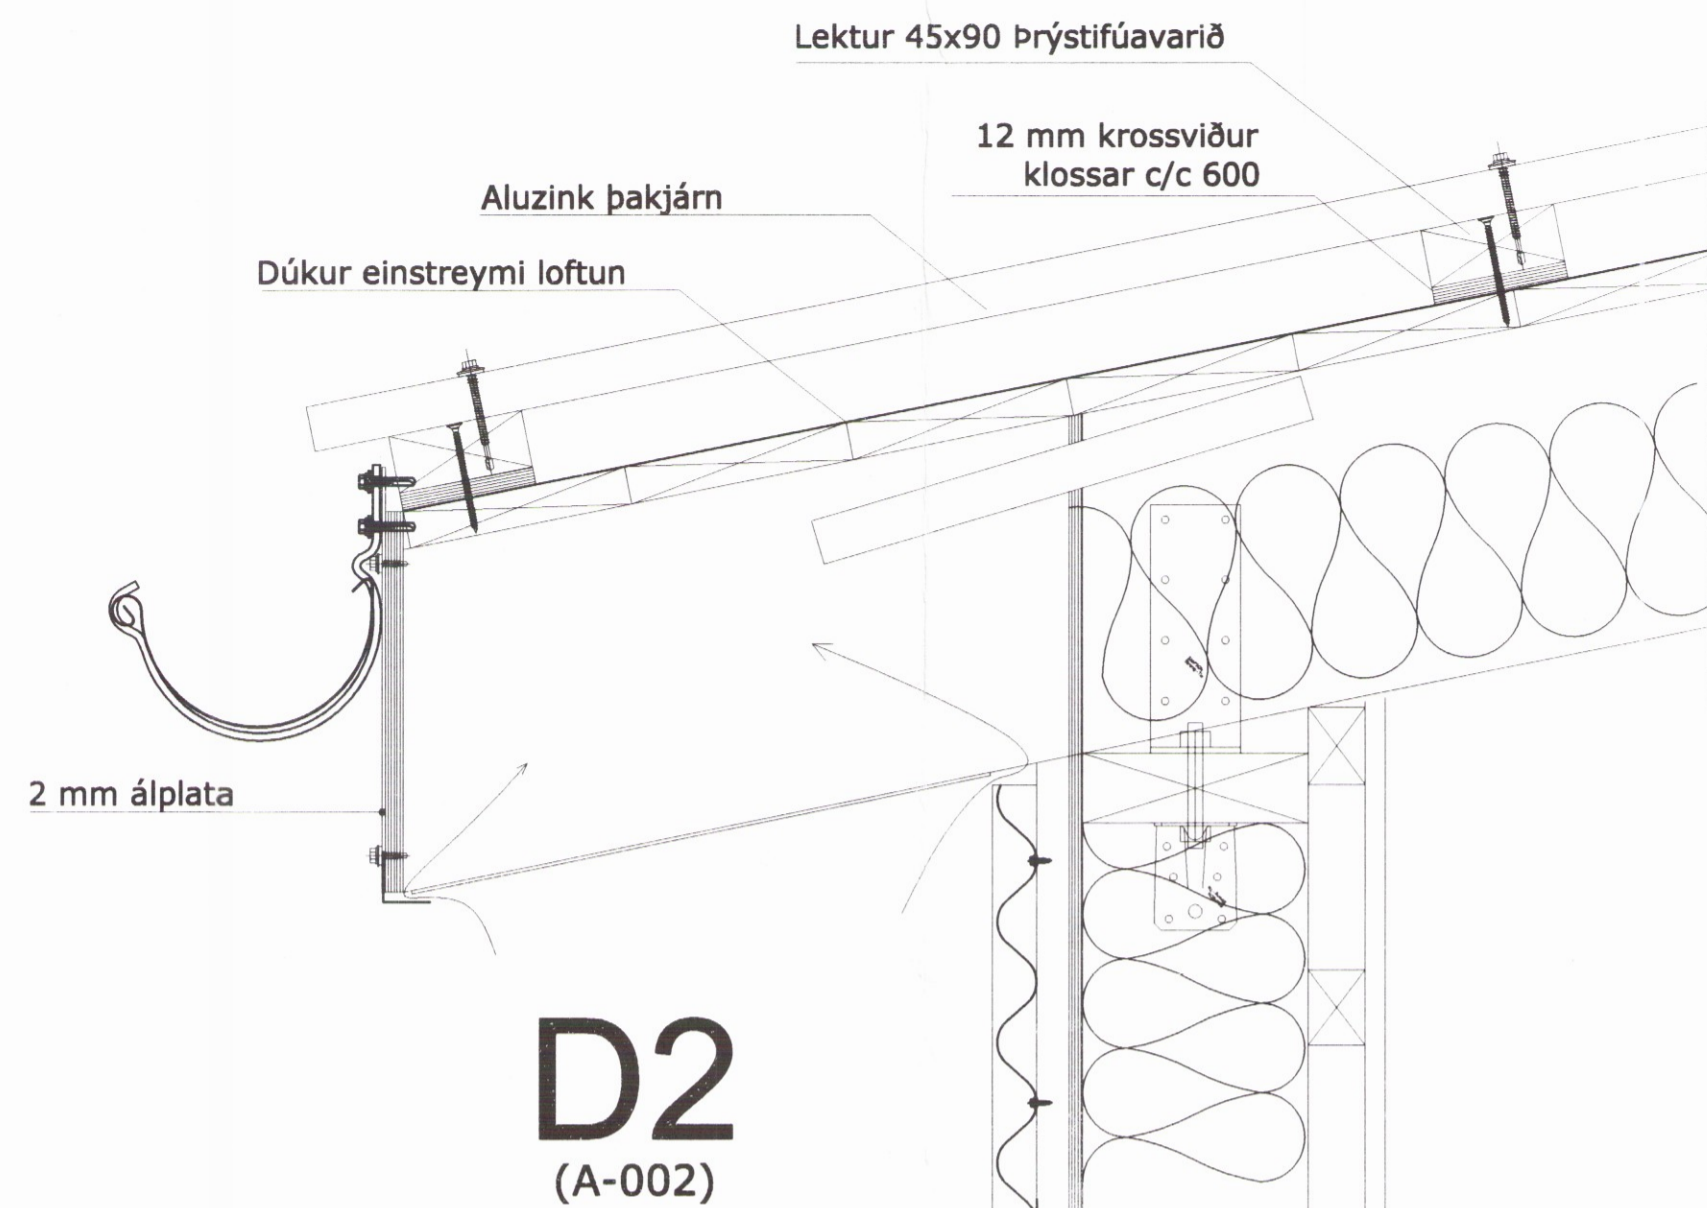 Lektur 45x90 Þrýstifúavarið
12 mm krossviður
klossar c/c 600
Aluzink þakjárn
Dúkur einstreymi loftun
2 mm álplata
D2
(A-002)